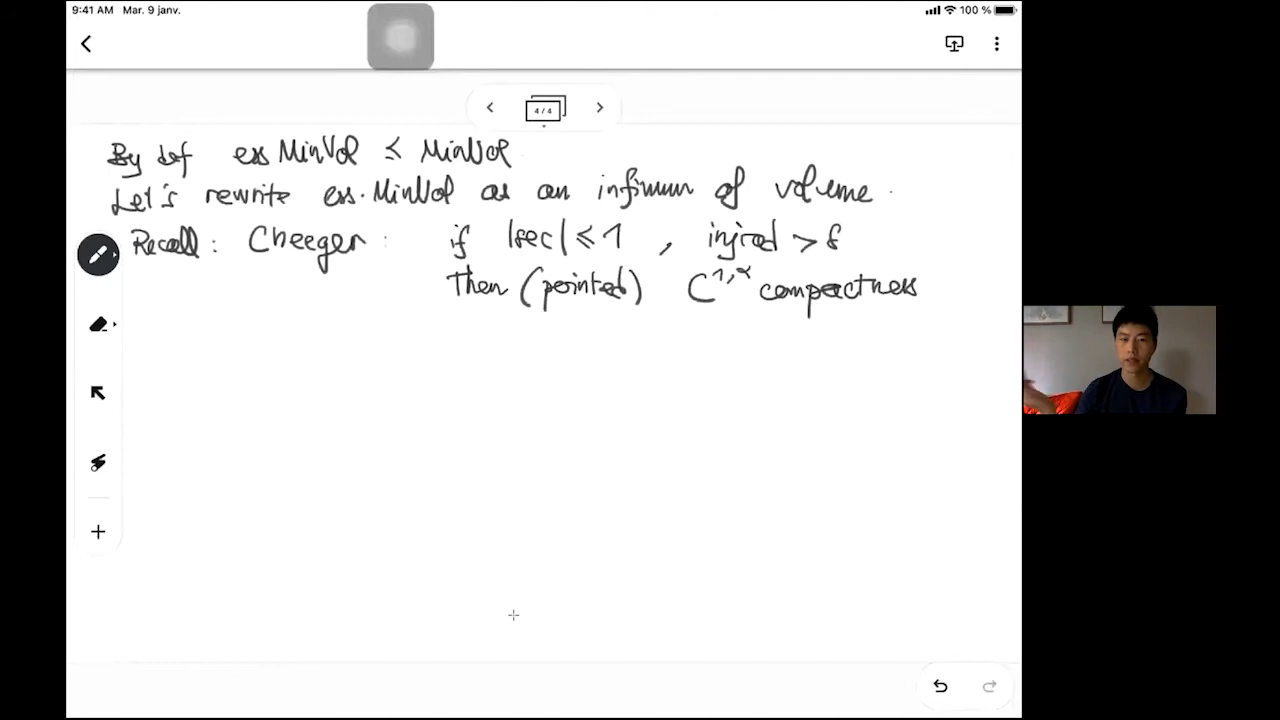 9:41 AM Mar. 9 janv.
100 %
4 / 4
By def ess MinVol ≤ MinVol
Let's rewrite ess. MinVol as an infimum of volume.
Recall: Cheeger: if |sec| ≤ 1, injrad > δ
Then (pointed) C^{1,α} compactness